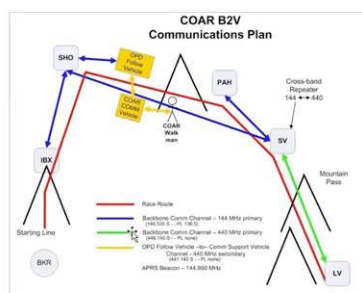 COAR B2V
Communications Plan
SHO
OPD
Follow
Vehicle
COAR
COMM
Vehicle
PAH
Cross-band
Repeater
144 440
COAR
Walk
man
SV
IBX
Mountain
Pass
Starting Line
BKR
LV
Race Route
Backbone Comm Channel – 144 MHz primary
Backbone Comm Channel – 440 MHz primary
OPD Follow Vehicle –to– Comm Support Vehicle
Channel – 440 MHz secondary
APRS Beacon – 144.390 MHz